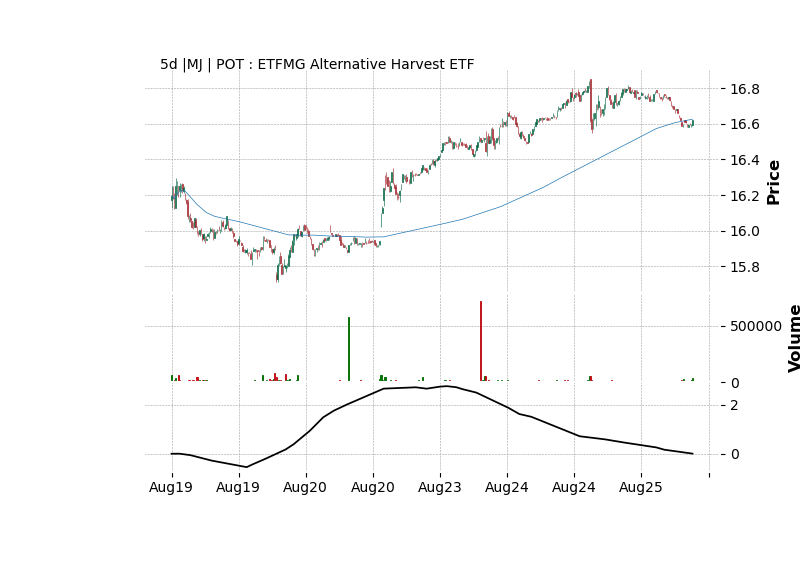 5d |MJ | POT : ETFMG Alternative Harvest ETF
16.8
16.6
16.4
16.2
16.0
15.8
Price
500000
0
Volume
2
0
Aug19 Aug19 Aug20 Aug20 Aug23 Aug24 Aug24 Aug25